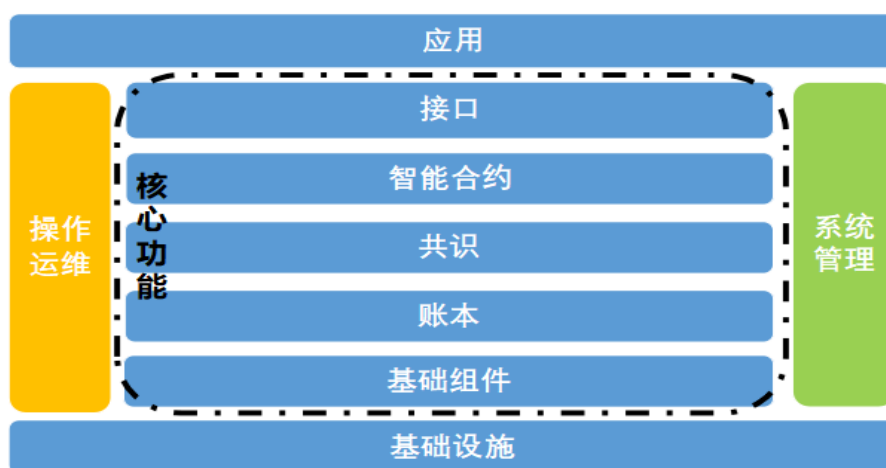 应用
接口
智能合约
共识
账本
基础组件
核
心
功
能
操作
运维
系统
管理
基础设施